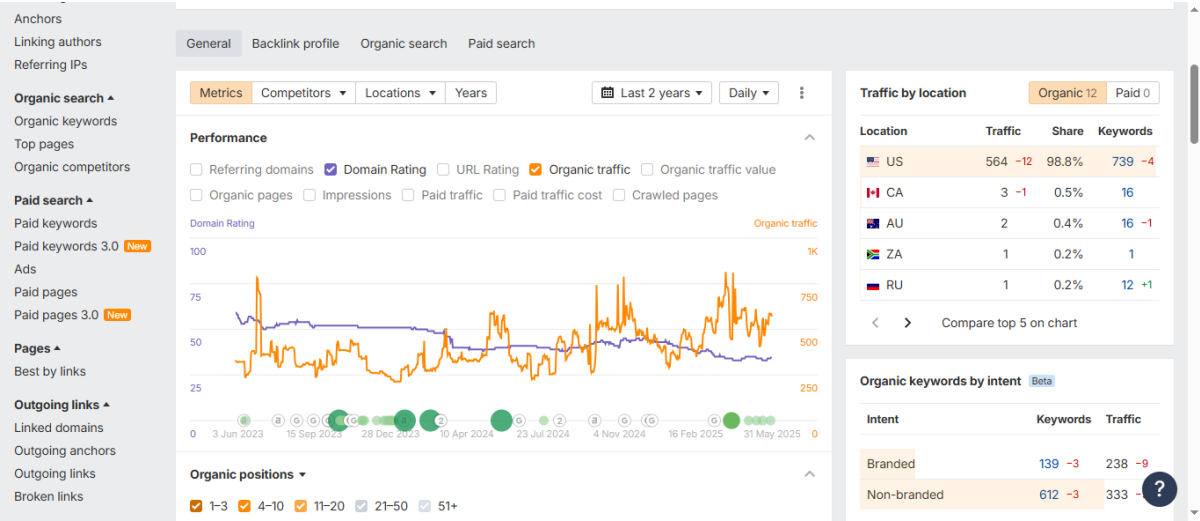 Anchors
Linking authors
Referring IPs
Organic search
Organic keywords
Top pages
Organic competitors
Paid search
Paid keywords
Paid keywords 3.0 New
Ads
Paid pages
Paid pages 3.0 New
Pages
Best by links
Outgoing links
Linked domains
Outgoing anchors
Outgoing links
Broken links
General Backlink profile Organic search Paid search
Metrics Competitors Locations Years Last 2 years Daily
Performance
Referring domains Domain Rating URL Rating Organic traffic Organic traffic value
Organic pages Impressions Paid traffic Paid traffic cost Crawled pages
Domain Rating Organic traffic
100 1K
75 750
50 500
25 250
a a G G G G a 2 G 2 a G G G
0 3 Jun 2023 15 Sep 2023 28 Dec 2023 10 Apr 2024 23 Jul 2024 4 Nov 2024 16 Feb 2025 31 May 2025 0
Organic positions
1–3 4–10 11–20 21–50 51+
Traffic by location Organic 12 Paid 0
Location Traffic Share Keywords
US 564 −12 98.8% 739 −4
CA 3 −1 0.5% 16
AU 2 0.4% 16 −1
ZA 1 0.2% 1
RU 1 0.2% 12 +1
Compare top 5 on chart
Organic keywords by intent Beta
Intent Keywords Traffic
Branded 139 −3 238 −9
Non-branded 612 −3 333
?